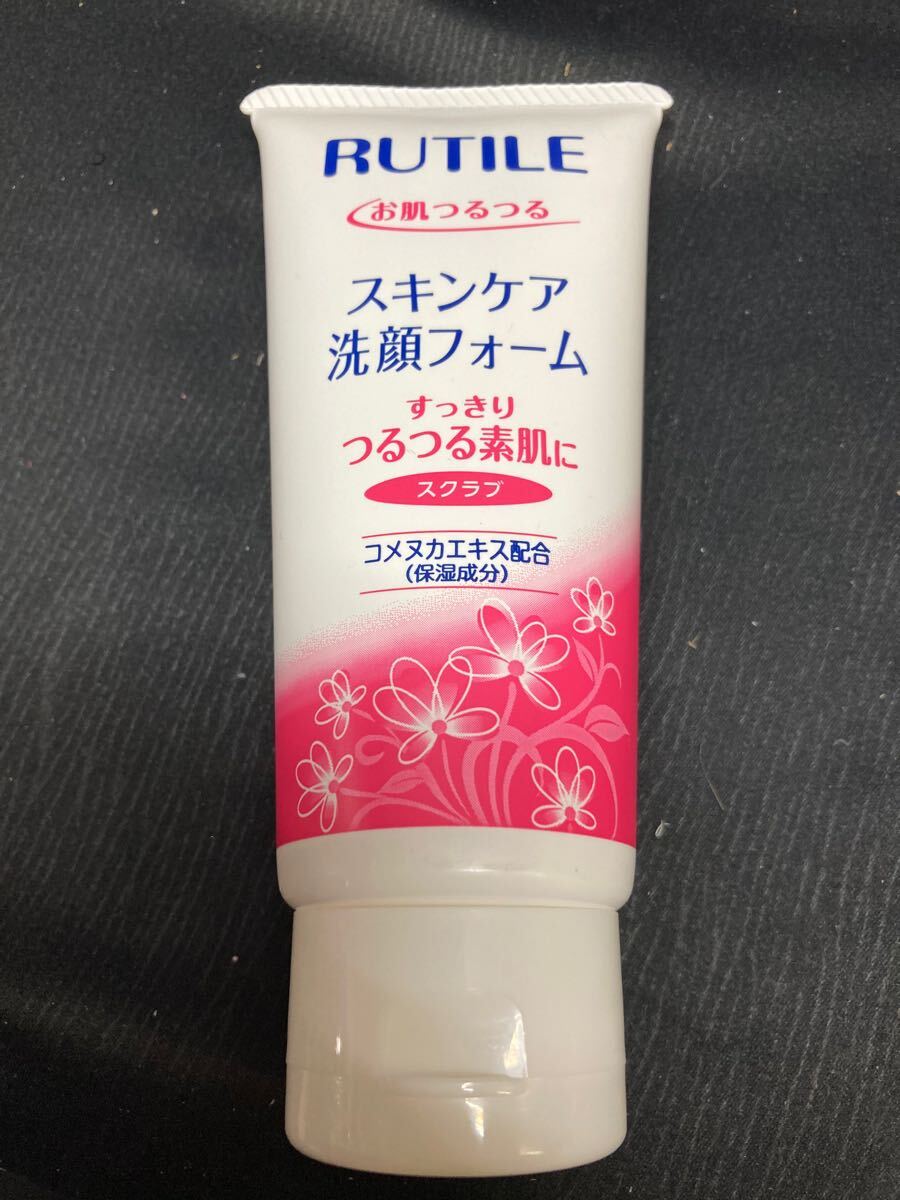 RUTILE
お肌つるつる
スキンケア
洗顔フォーム
すっきり
つるつる素肌に
スクラブ
コメヌカエキス配合
(保湿成分)